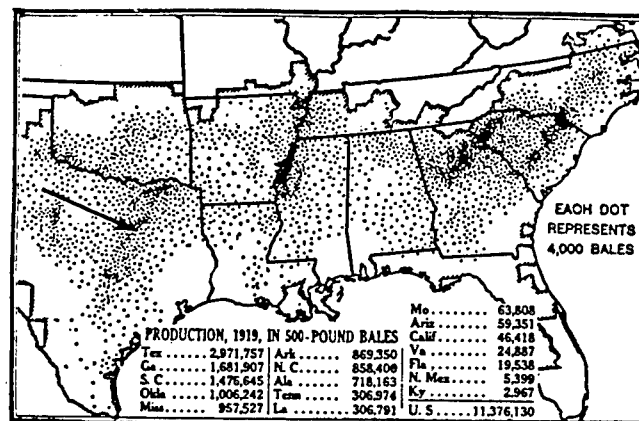 EACH DOT
REPRESENTS
4,000 BALES
PRODUCTION, 1919, IN 500-POUND BALES
Tex ........ 2,971,757
Ga ........ 1,681,907
S. C ........ 1,476,645
Okla ........ 1,006,242
Miss ........ 957,527
Ark ........ 869,350
N. C ........ 858,406
Ala ........ 718,163
Tenn ........ 306,974
La ........ 306,791
Mo ........ 63,808
Ariz ........ 59,351
Calif ........ 46,418
Va ........ 24,887
Fla ........ 19,538
N. Mex ........ 5,399
Ky ........ 2,967
U. S ........ 11,376,130